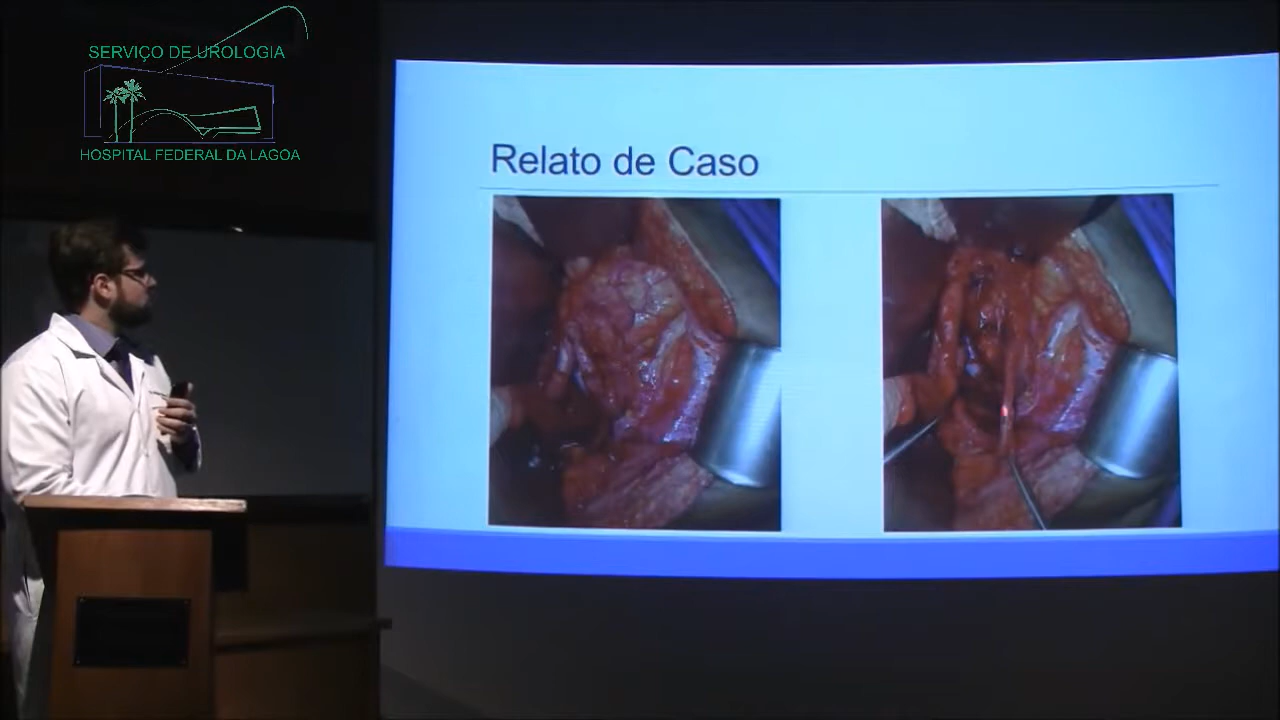 SERVIÇO DE UROLOGIA
HOSPITAL FEDERAL DA LAGOA
Relato de Caso